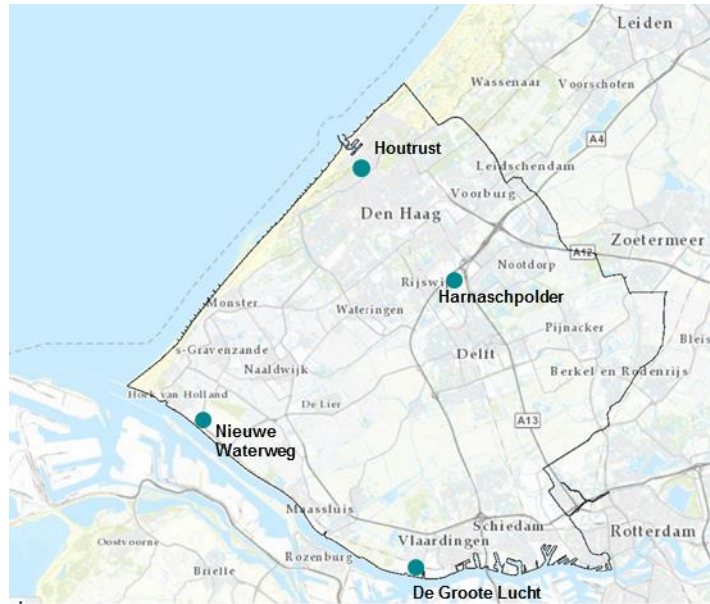 Leiden
Wassenaar
Voorschoten
A4
Houtrust
Leidschendam
Voorburg
Den Haag
Zoetermeer
A12
Nootdorp
Rijswi
Harnaschpolder
Monster
Wateringen
Pijnacker
Bleis
Delft
s-Gravenzande
Naaldwijk
Berkel en Rodenrijs
Hoek van Holland
De Lier
A13
Nieuwe
Waterweg
Maassluis
Schiedam
Rotterdam
Vlaardingen
Oostvoorne
Rozenburg
Brielle
De Groote Lucht